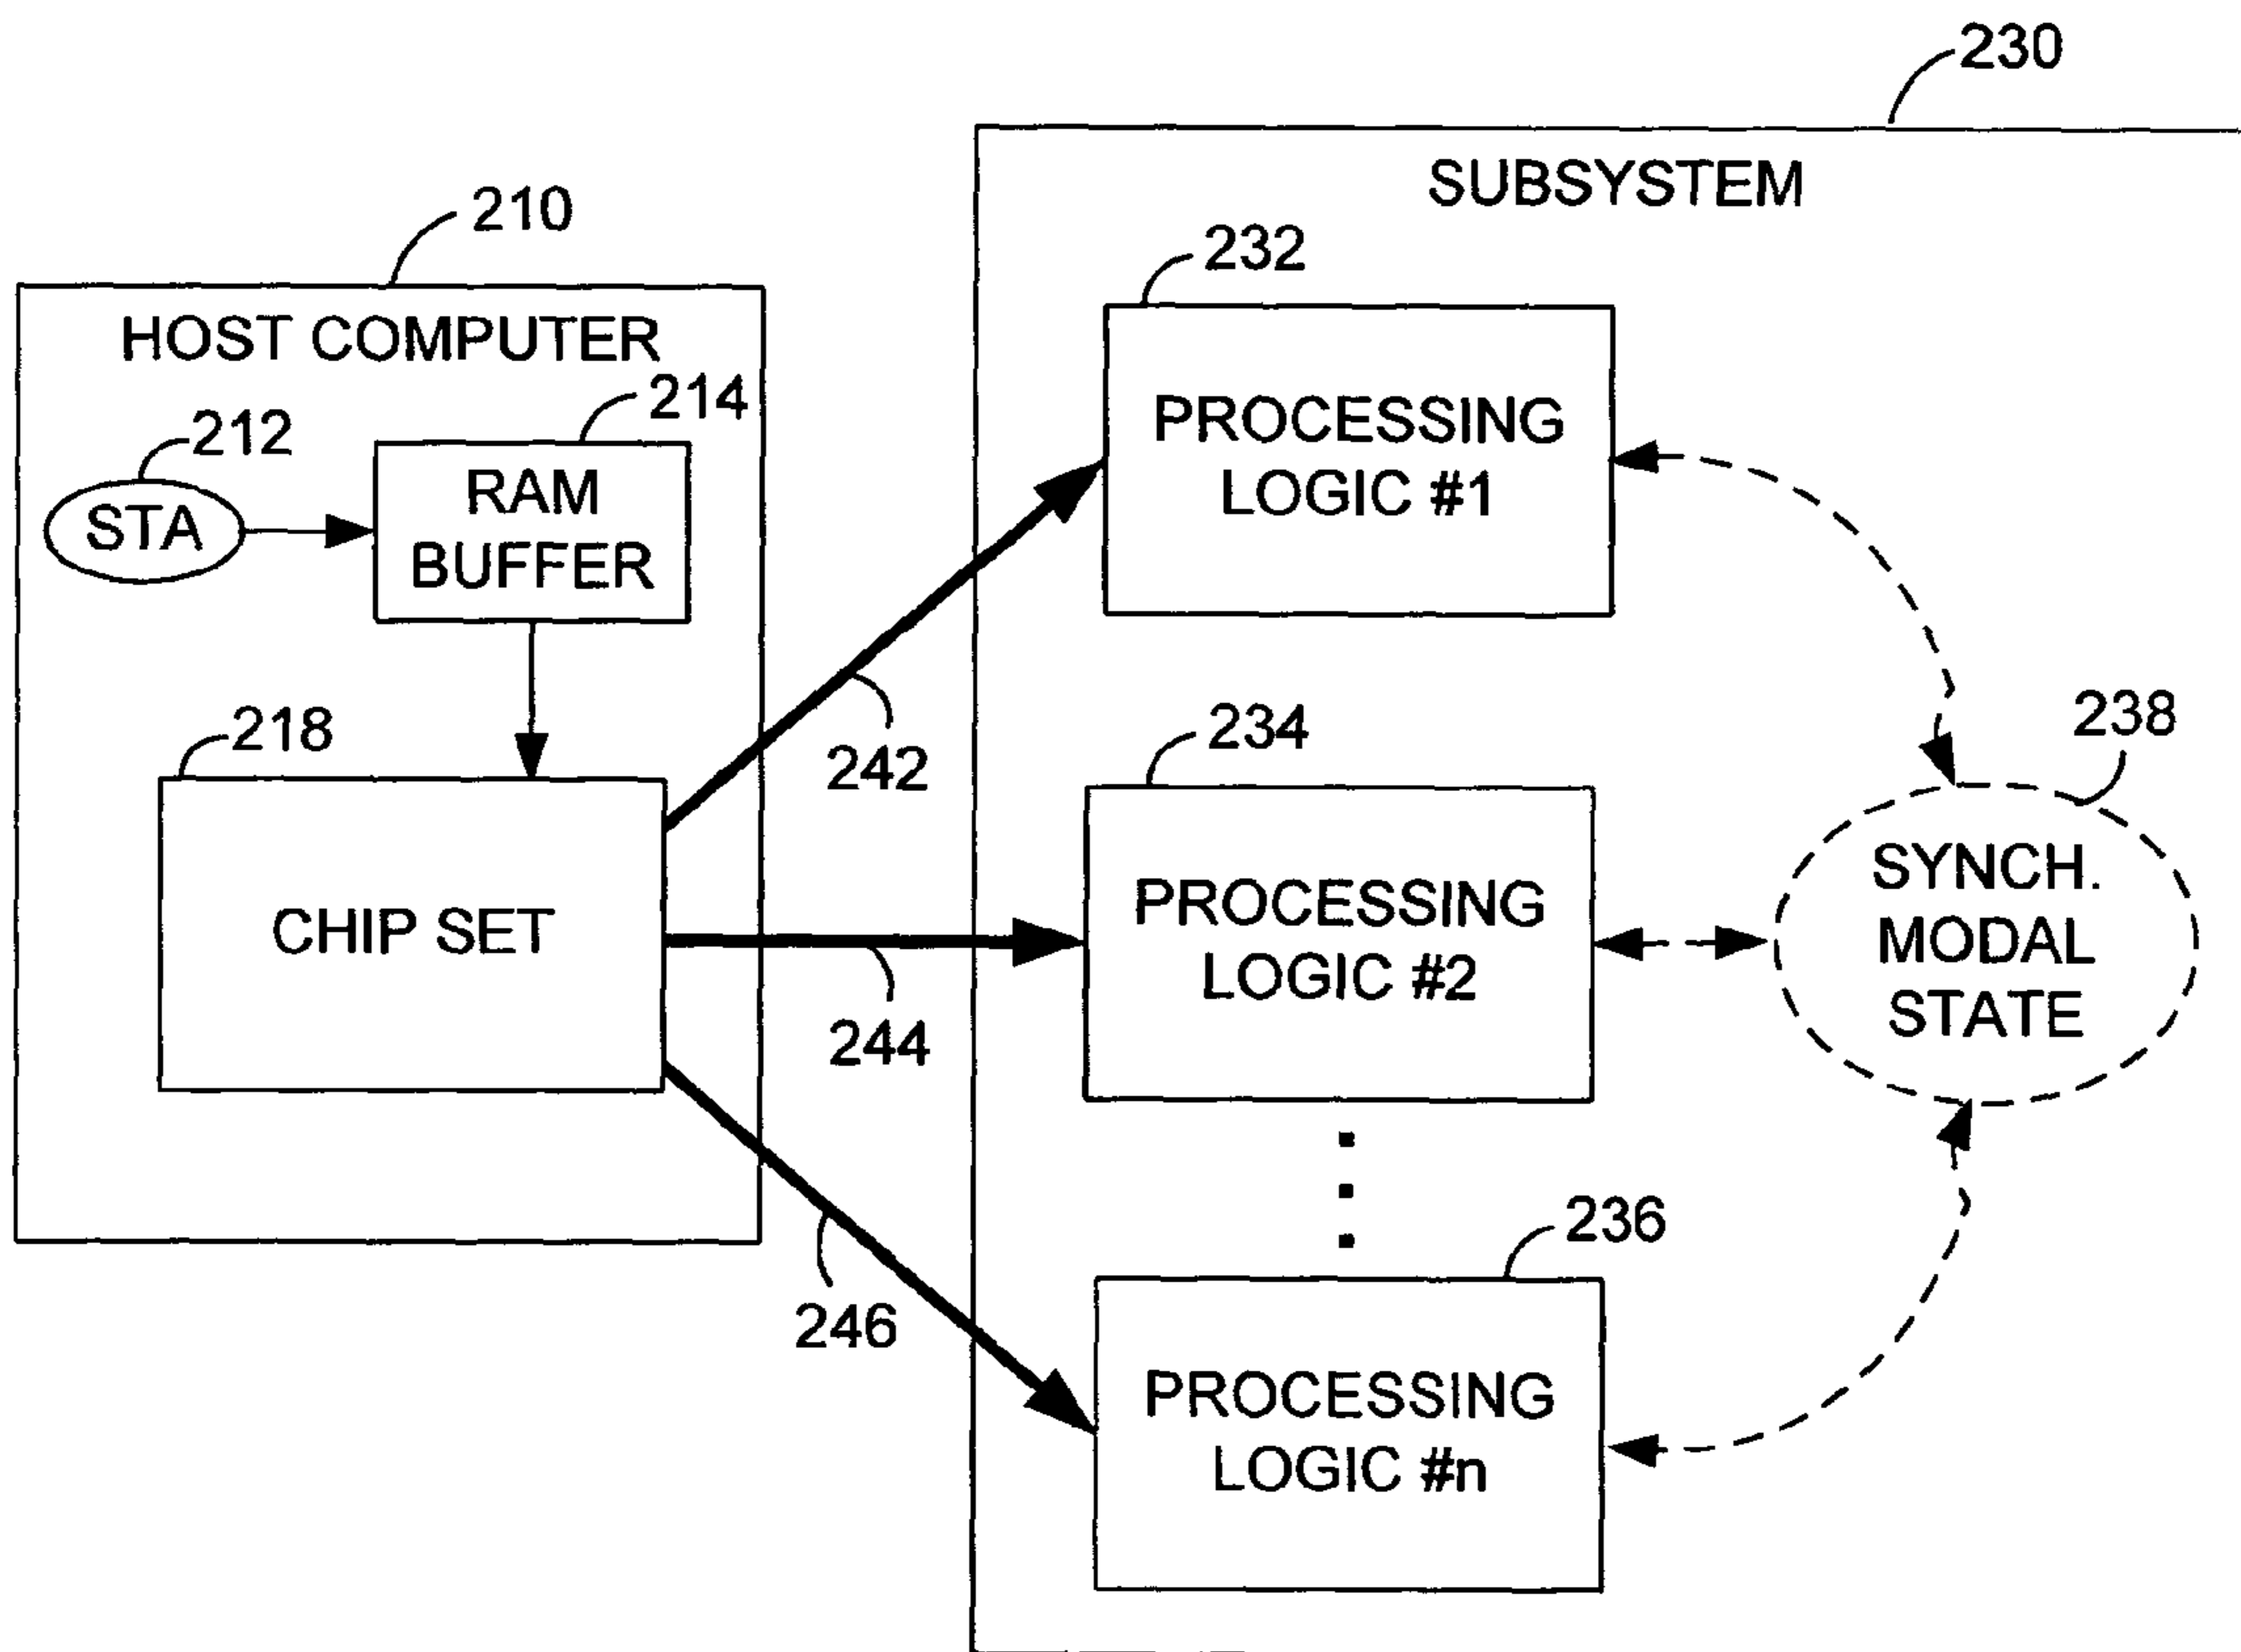 230
SUBSYSTEM
210
HOST COMPUTER
212
STA
214
RAM
BUFFER
218
CHIP SET
232
PROCESSING
LOGIC #1
242
234
PROCESSING
LOGIC #2
244
238
SYNCH.
MODAL
STATE
236
PROCESSING
LOGIC #n
246